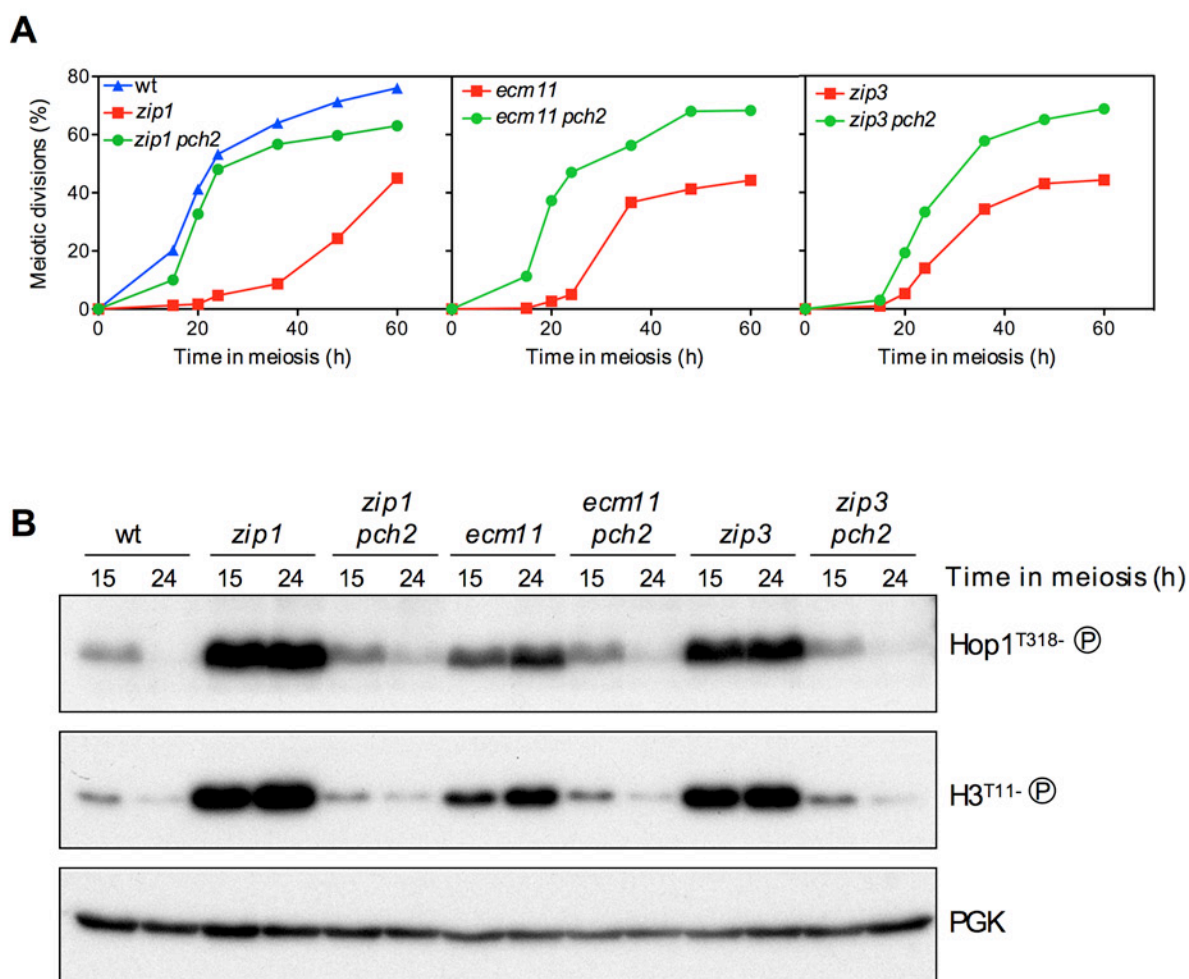 A
80
60
40
20
0
Meiotic divisions (%)
wt
zip1
zip1 pch2
0 20 40 60
Time in meiosis (h)
ecm11
ecm11 pch2
0 20 40 60
Time in meiosis (h)
zip3
zip3 pch2
0 20 40 60
Time in meiosis (h)
B
wt zip1 zip1 pch2 ecm11 ecm11 pch2 zip3 zip3 pch2
15 24 15 24 15 24 15 24 15 24 15 24 15 24 Time in meiosis (h)
Hop1T318- Ⓟ
H3T11- Ⓟ
PGK